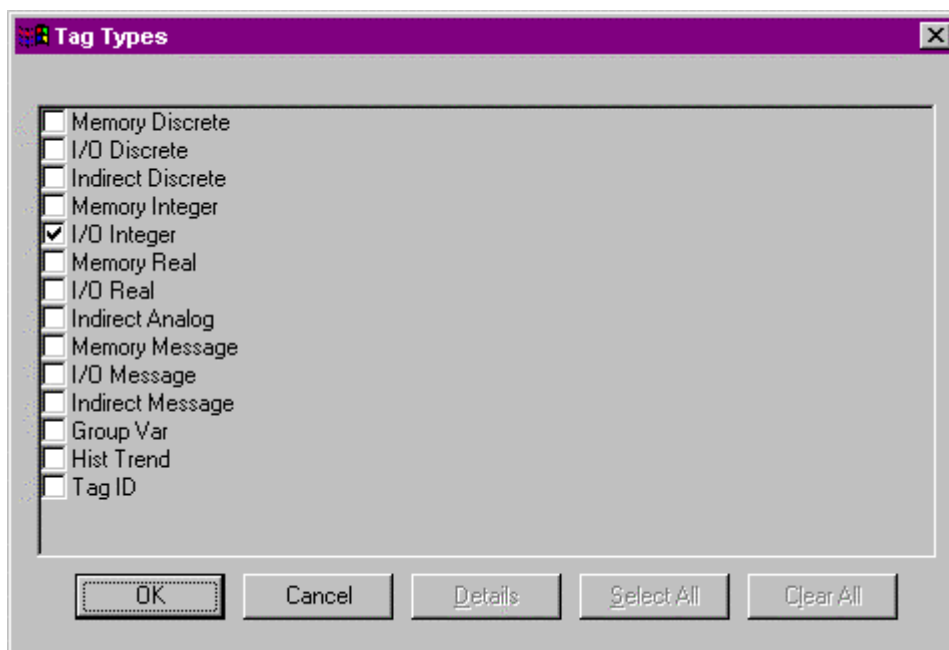 Tag Types
Memory Discrete
I/O Discrete
Indirect Discrete
Memory Integer
I/O Integer
Memory Real
I/O Real
Indirect Analog
Memory Message
I/O Message
Indirect Message
Group Var
Hist Trend
Tag ID
OK Cancel Details Select All Clear All